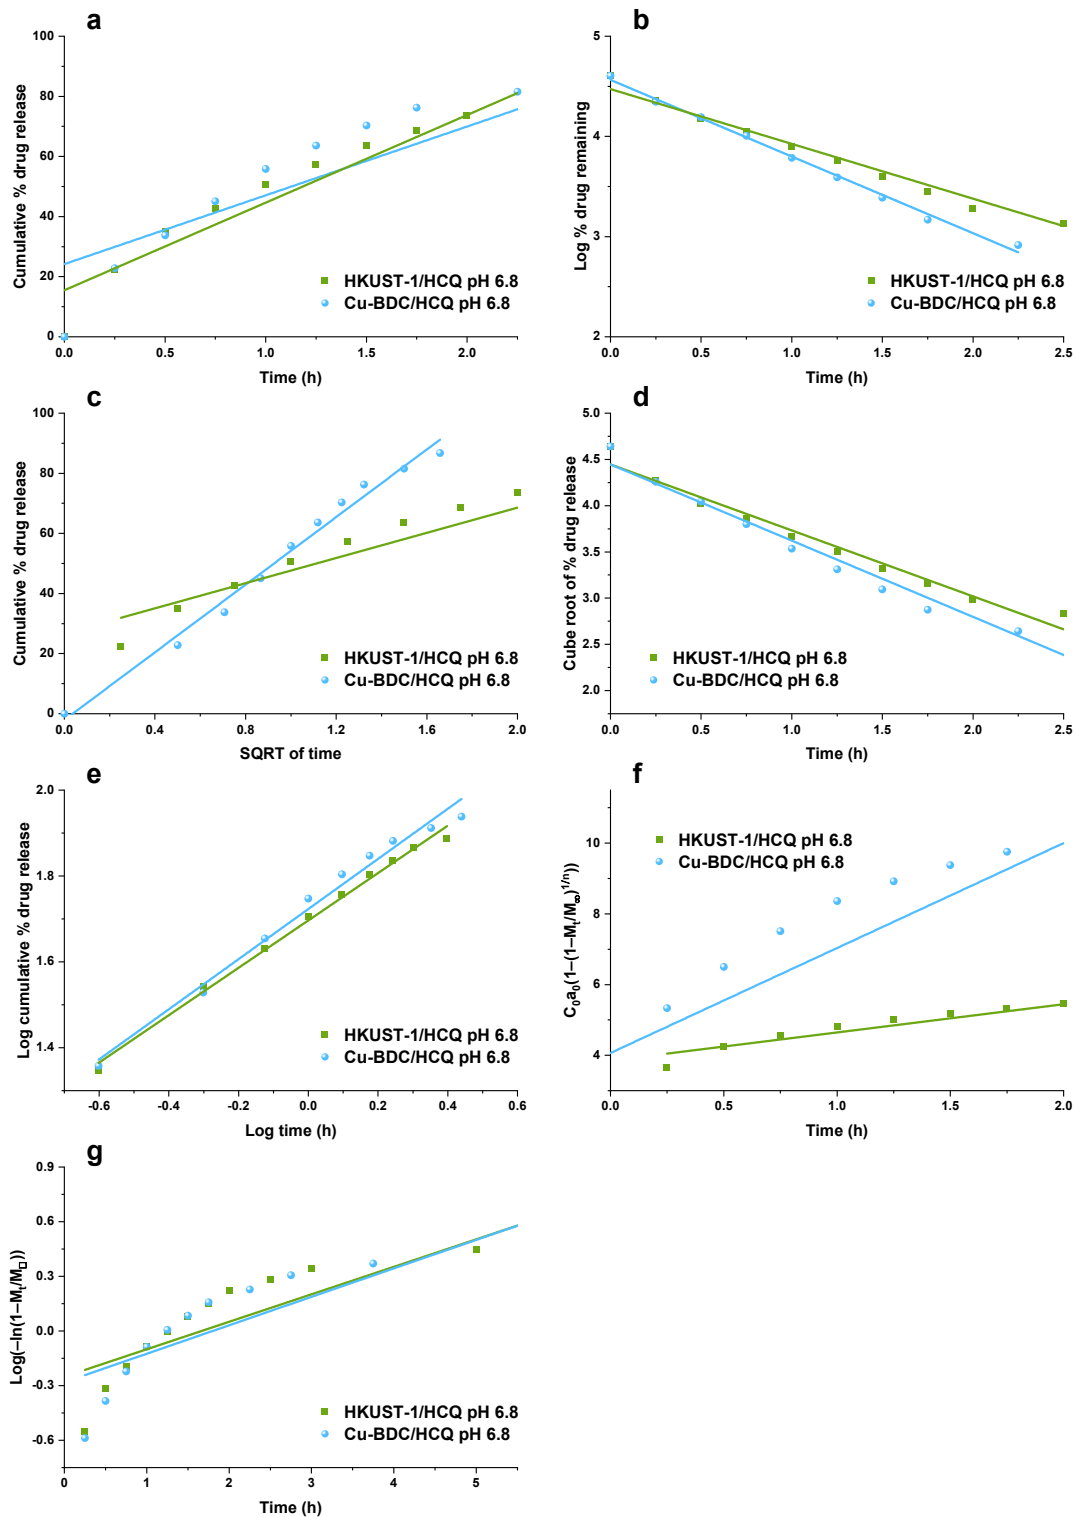 a
Cumulative % drug release
100
80
60
40
20
0
0.0 0.5 1.0 1.5 2.0
Time (h)
HKUST-1/HCQ pH 6.8
Cu-BDC/HCQ pH 6.8
b
Log % drug remaining
5
4
3
2
0.0 0.5 1.0 1.5 2.0 2.5
Time (h)
HKUST-1/HCQ pH 6.8
Cu-BDC/HCQ pH 6.8
c
Cumulative % drug release
100
80
60
40
20
0
0.0 0.4 0.8 1.2 1.6 2.0
SQRT of time
HKUST-1/HCQ pH 6.8
Cu-BDC/HCQ pH 6.8
d
Cube root of % drug release
5.0
4.5
4.0
3.5
3.0
2.5
2.0
0.0 0.5 1.0 1.5 2.0 2.5
Time (h)
HKUST-1/HCQ pH 6.8
Cu-BDC/HCQ pH 6.8
e
Log cumulative % drug release
2.0
1.8
1.6
1.4
-0.6 -0.4 -0.2 0.0 0.2 0.4 0.6
Log time (h)
HKUST-1/HCQ pH 6.8
Cu-BDC/HCQ pH 6.8
f
C₀a₀(1–(1–Mₜ/M∞)^1/n))
10
8
6
4
0.0 0.5 1.0 1.5 2.0
Time (h)
HKUST-1/HCQ pH 6.8
Cu-BDC/HCQ pH 6.8
g
Log(–ln(1–Mₜ/M□))
0.9
0.6
0.3
0.0
-0.3
-0.6
0 1 2 3 4 5
Time (h)
HKUST-1/HCQ pH 6.8
Cu-BDC/HCQ pH 6.8